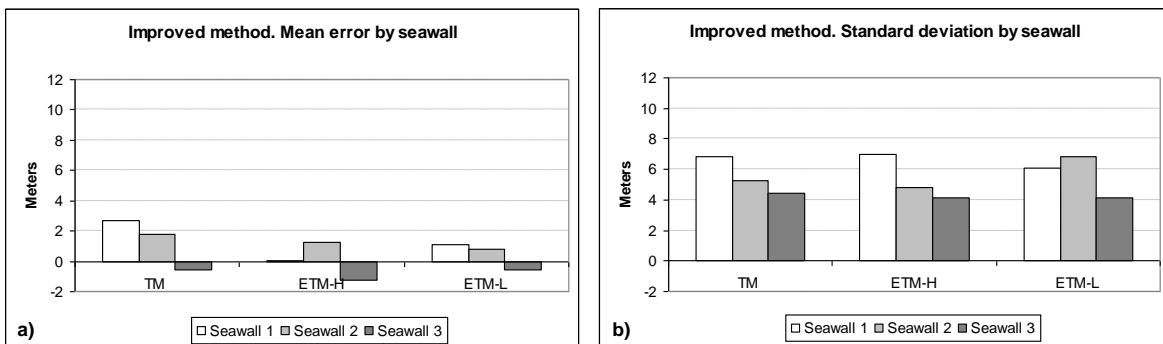 Improved method. Mean error by seawall
Meters
12
10
8
6
4
2
0
-2
TM
ETM-H
ETM-L
Seawall 1
Seawall 2
Seawall 3
a)
Improved method. Standard deviation by seawall
Meters
12
10
8
6
4
2
0
-2
TM
ETM-H
ETM-L
Seawall 1
Seawall 2
Seawall 3
b)